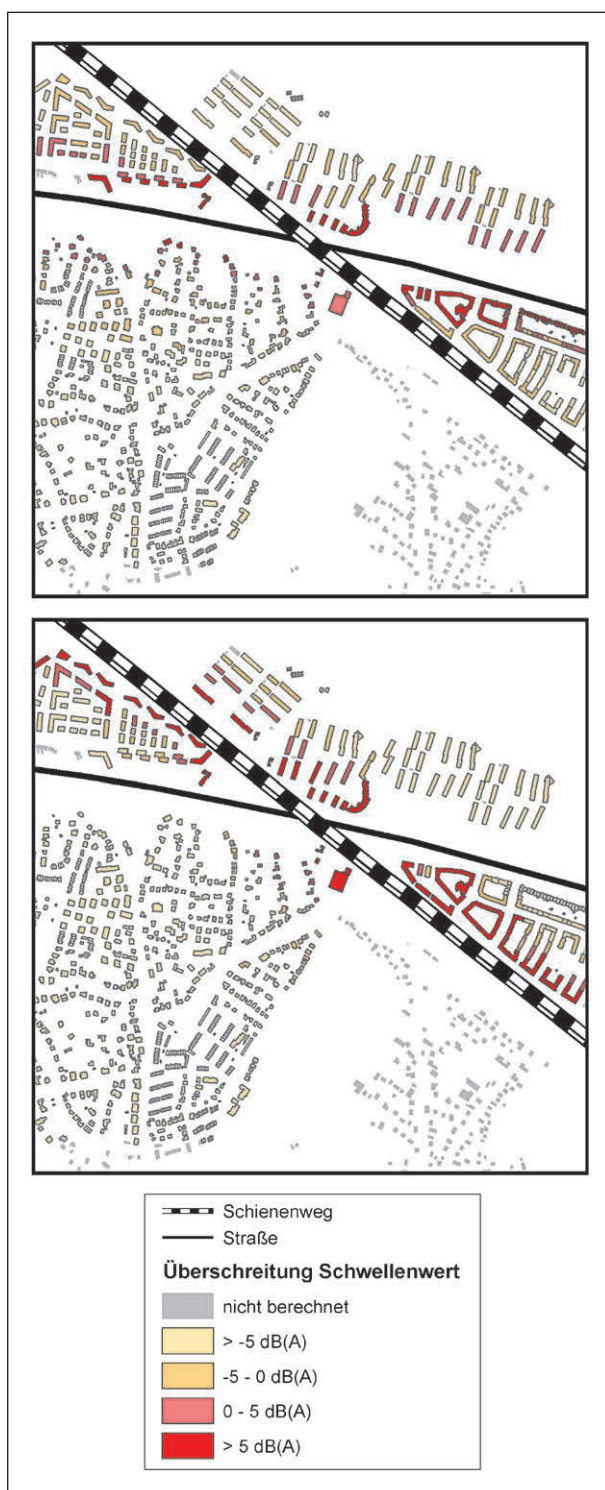 Schienenweg
Straße
Überschreitung Schwellenwert
nicht berechnet
> -5 dB(A)
-5 - 0 dB(A)
0 - 5 dB(A)
> 5 dB(A)